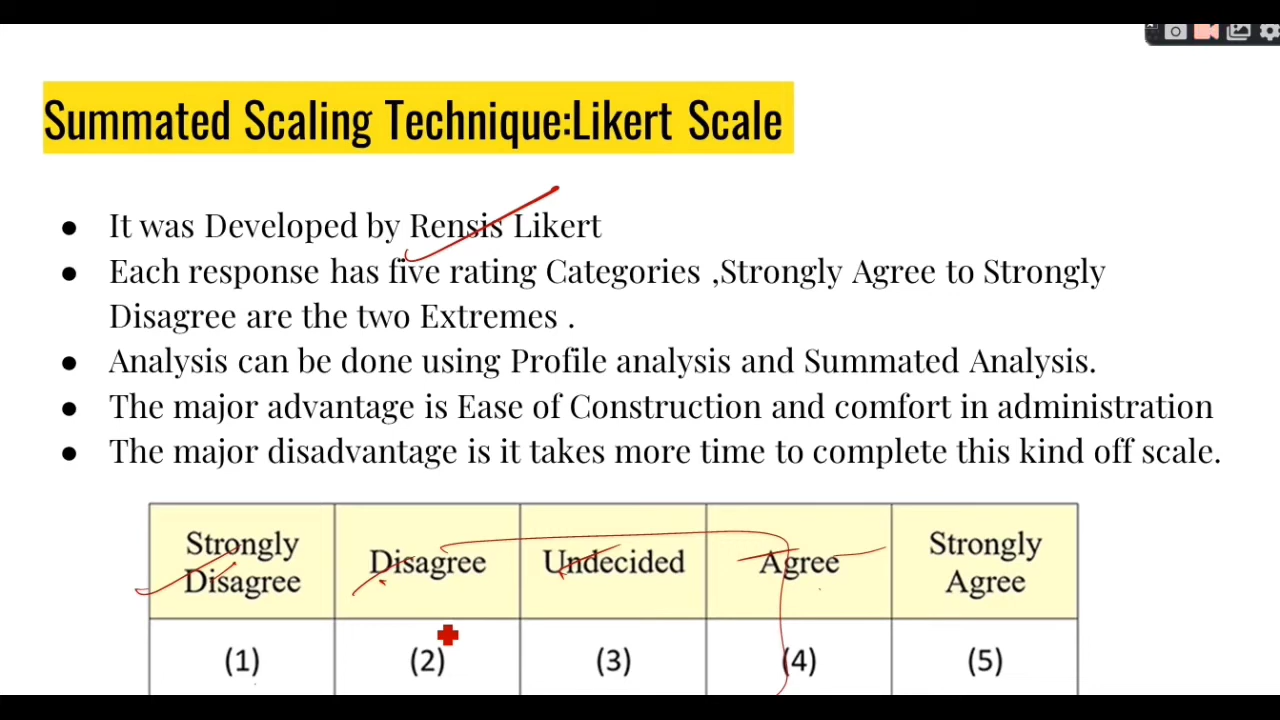 Summated Scaling Technique:Likert Scale
● It was Developed by Rensis Likert
● Each response has five rating Categories ,Strongly Agree to Strongly
Disagree are the two Extremes .
● Analysis can be done using Profile analysis and Summated Analysis.
● The major advantage is Ease of Construction and comfort in administration
● The major disadvantage is it takes more time to complete this kind off scale.
Strongly Disagree Disagree Undecided Agree Strongly Agree
(1) (2) (3) (4) (5)